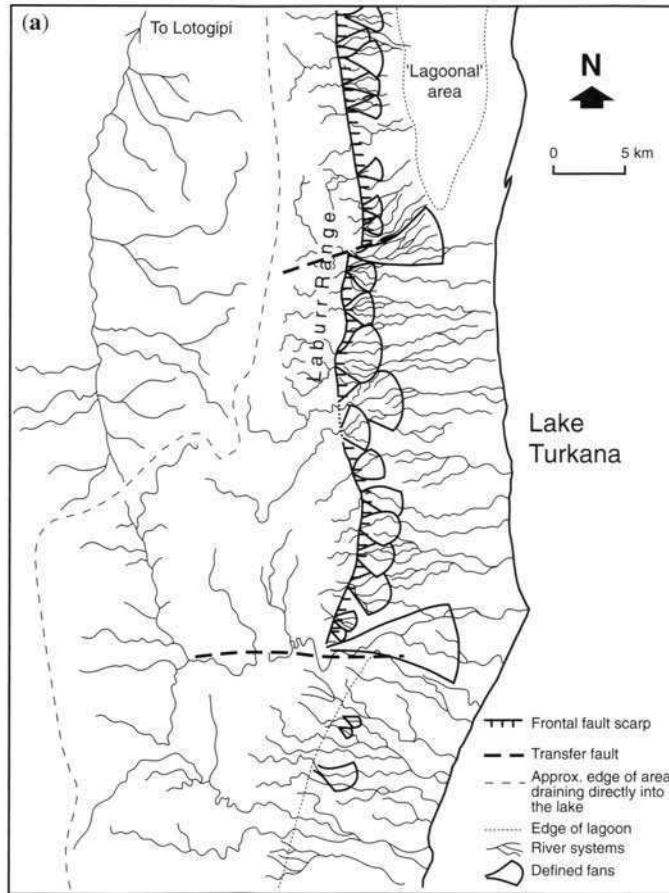 (a)
To Lotogipi
'Lagoonal'
area
N
0 5 km
Laburr Range
Lake
Turkana
Frontal fault scarp
Transfer fault
Approx. edge of area
draining directly into
the lake
Edge of lagoon
River systems
Defined fans